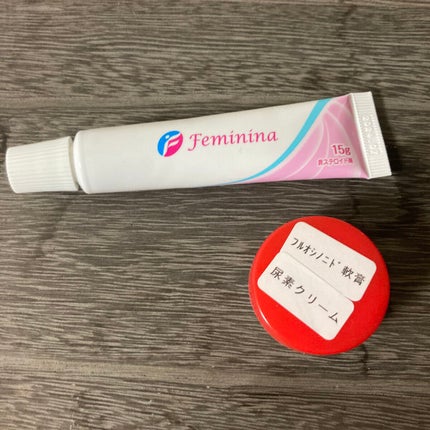 Feminina
15g
非ステロイド剤
フルオシノニド 軟膏
尿素クリーム